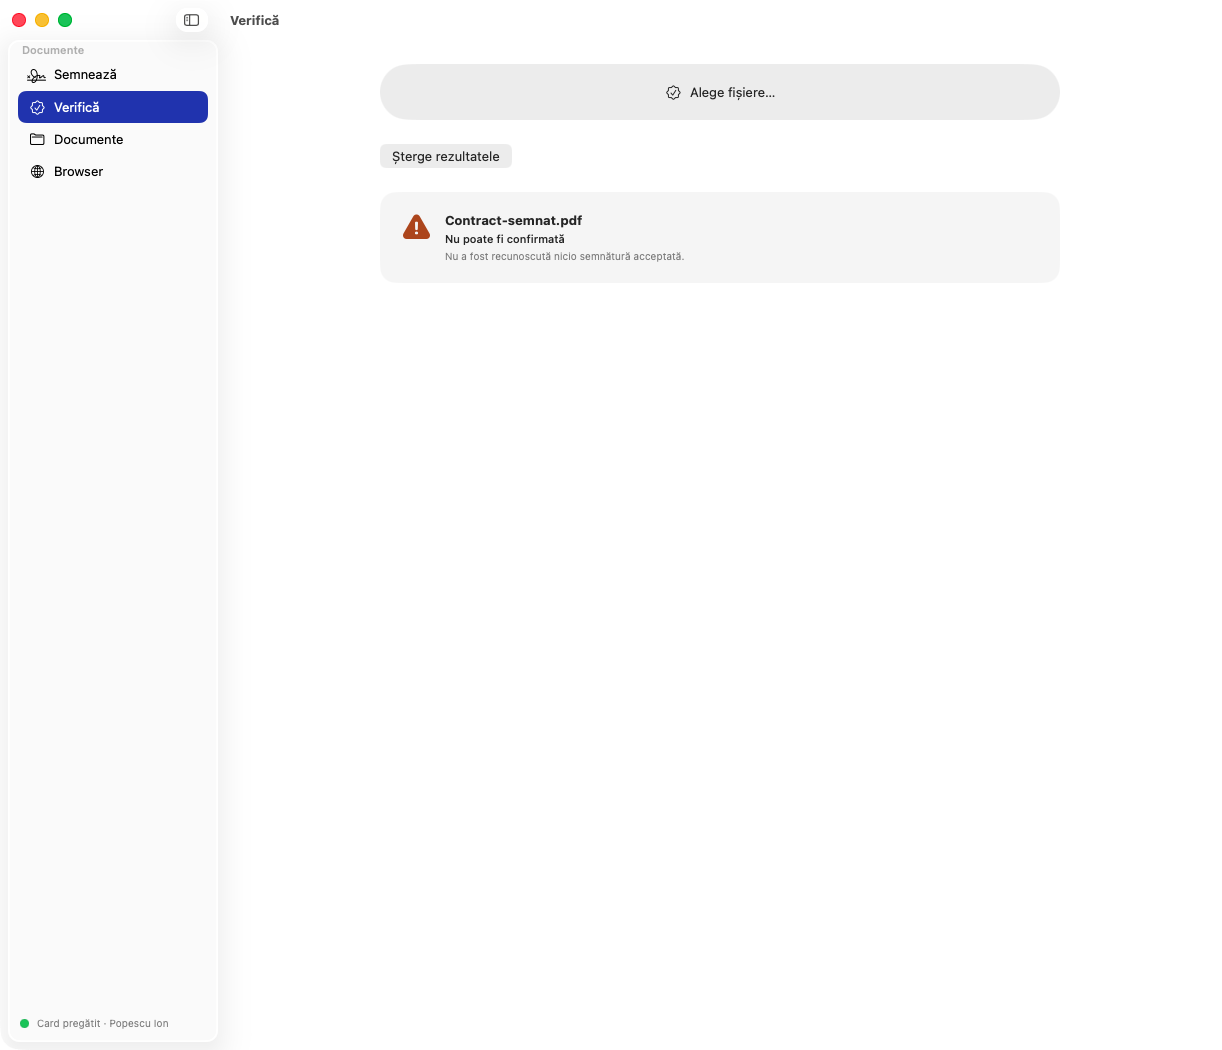 Verifică
Documente
Semnează
Verifică
Documente
Browser
Alege fișiere...
Șterge rezultatele
Contract-semnat.pdf
Nu poate fi confirmată
Nu a fost recunoscută nicio semnătură acceptată.
Card pregătit · Popescu Ion